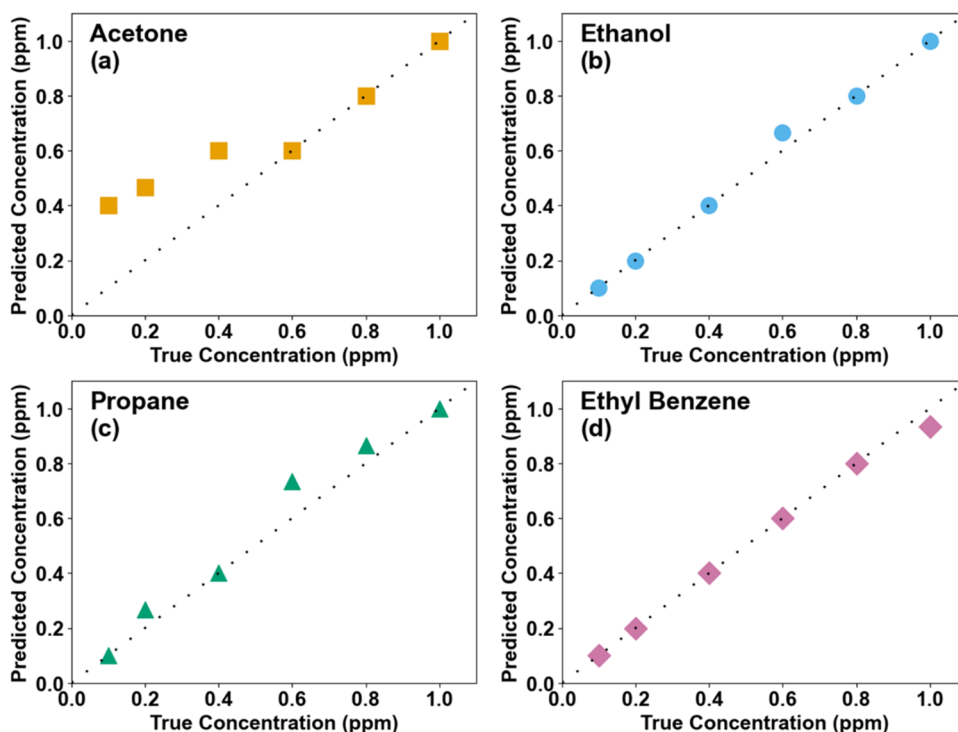 Acetone
(a)
Predicted Concentration (ppm)
1.0
0.8
0.6
0.4
0.2
0.0
0.0 0.2 0.4 0.6 0.8 1.0
True Concentration (ppm)
Ethanol
(b)
Predicted Concentration (ppm)
1.0
0.8
0.6
0.4
0.2
0.0
0.0 0.2 0.4 0.6 0.8 1.0
True Concentration (ppm)
Propane
(c)
Predicted Concentration (ppm)
1.0
0.8
0.6
0.4
0.2
0.0
0.0 0.2 0.4 0.6 0.8 1.0
True Concentration (ppm)
Ethyl Benzene
(d)
Predicted Concentration (ppm)
1.0
0.8
0.6
0.4
0.2
0.0
0.0 0.2 0.4 0.6 0.8 1.0
True Concentration (ppm)